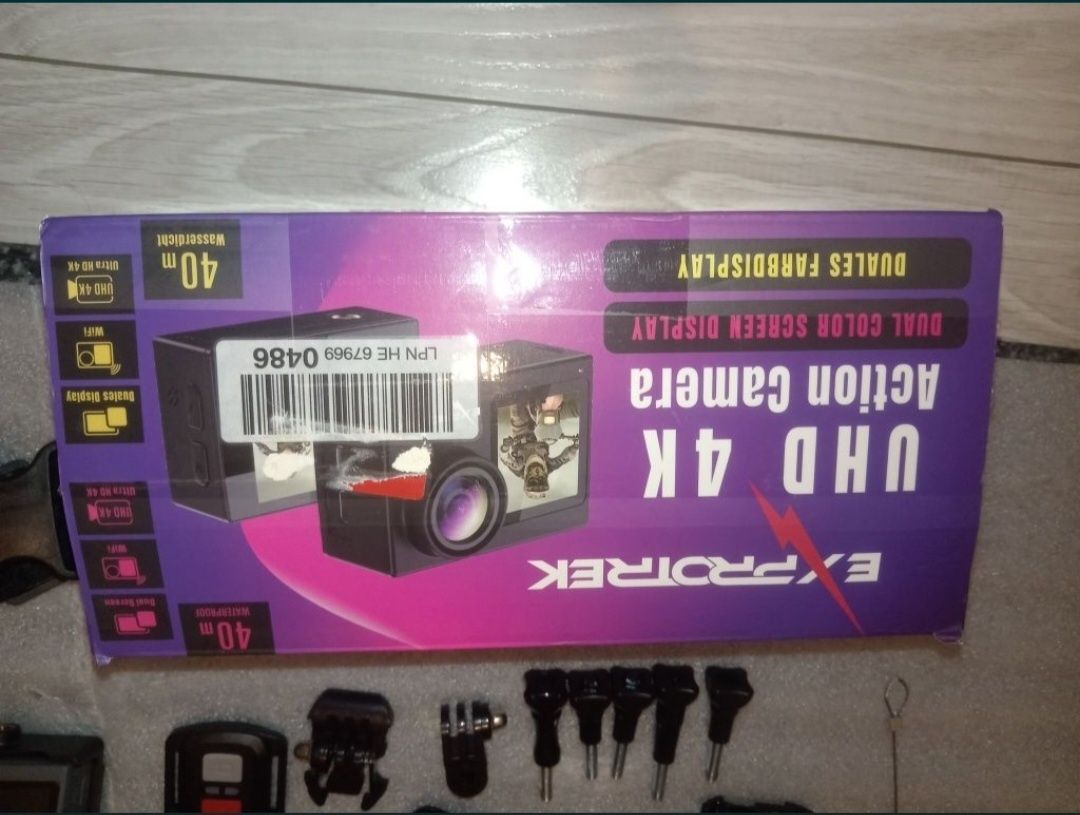 EXPROTREK
UHD 4K
Action Camera
DUAL COLOR SCREEN DISPLAY
DUALES FARBDISPLAY
40m
WATERPROOF
Dual Screen
WiFi
UHD 4K
Ultra HD 4K
Duales Display
WiFi
UHD 4K
Ultra HD 4K
40m
Wasserdicht
LPN HE 67969 0486